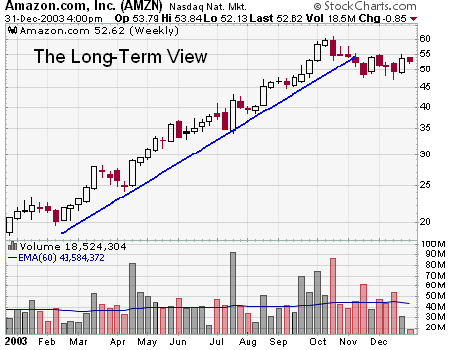 Amazon.com, Inc. (AMZN) Nasdaq Nat. Mkt. © StockCharts.com
31-Dec-2003 4:00pm Op 53.79 Hi 53.84 Lo 52.13 Last 52.62 Vol 18.5M Chg -0.85
Amazon.com 52.62 (Weekly)
The Long-Term View
60
55
50
45
40
35
30
25
20
Volume 18,524,304
EMA(60) 43,584,372
100M
90M
80M
70M
60M
50M
40M
30M
20M
10M
2003 Feb Mar Apr May Jun Jul Aug Sep Oct Nov Dec